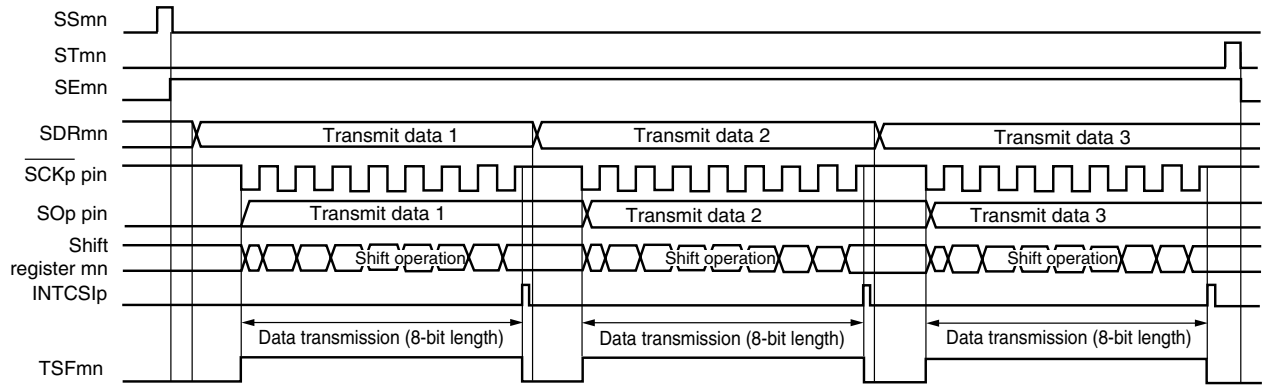 SSmn
STmn
SEmn
SDRmn Transmit data 1 Transmit data 2 Transmit data 3
SCKp pin
SOp pin Transmit data 1 Transmit data 2 Transmit data 3
Shift
register mn Shift operation Shift operation Shift operation
INTCSIp
Data transmission (8-bit length) Data transmission (8-bit length) Data transmission (8-bit length)
TSFmn